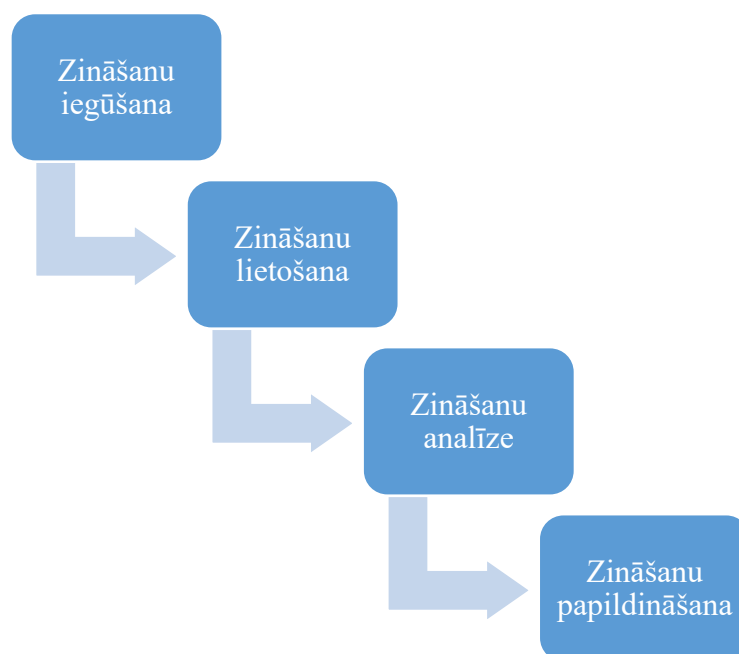 Zināšanu
iegūšana
Zināšanu
lietošana
Zināšanu
analīze
Zināšanu
papildināšana